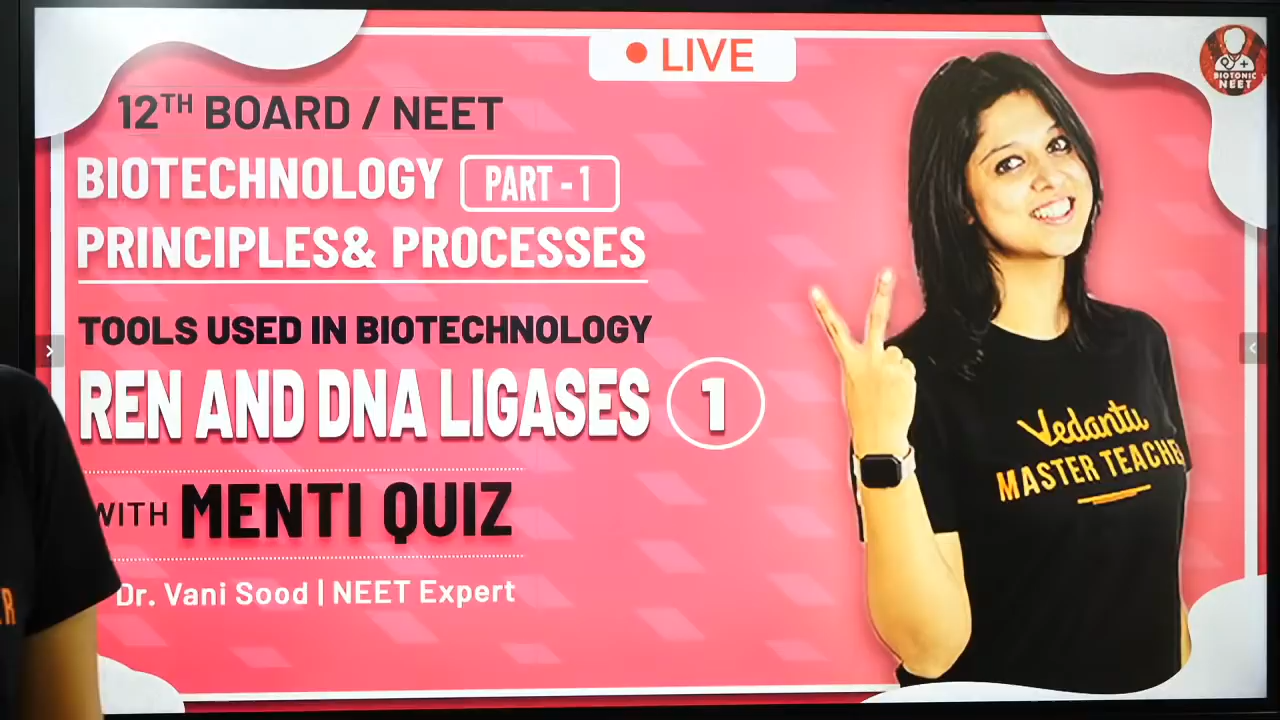 LIVE
BIOTONIC
NEET
12TH BOARD / NEET
BIOTECHNOLOGY PART - 1
PRINCIPLES& PROCESSES
TOOLS USED IN BIOTECHNOLOGY
REN AND DNA LIGASES 1
WITH MENTI QUIZ
Dr. Vani Sood | NEET Expert
Vedantu
MASTER TEACHE
R